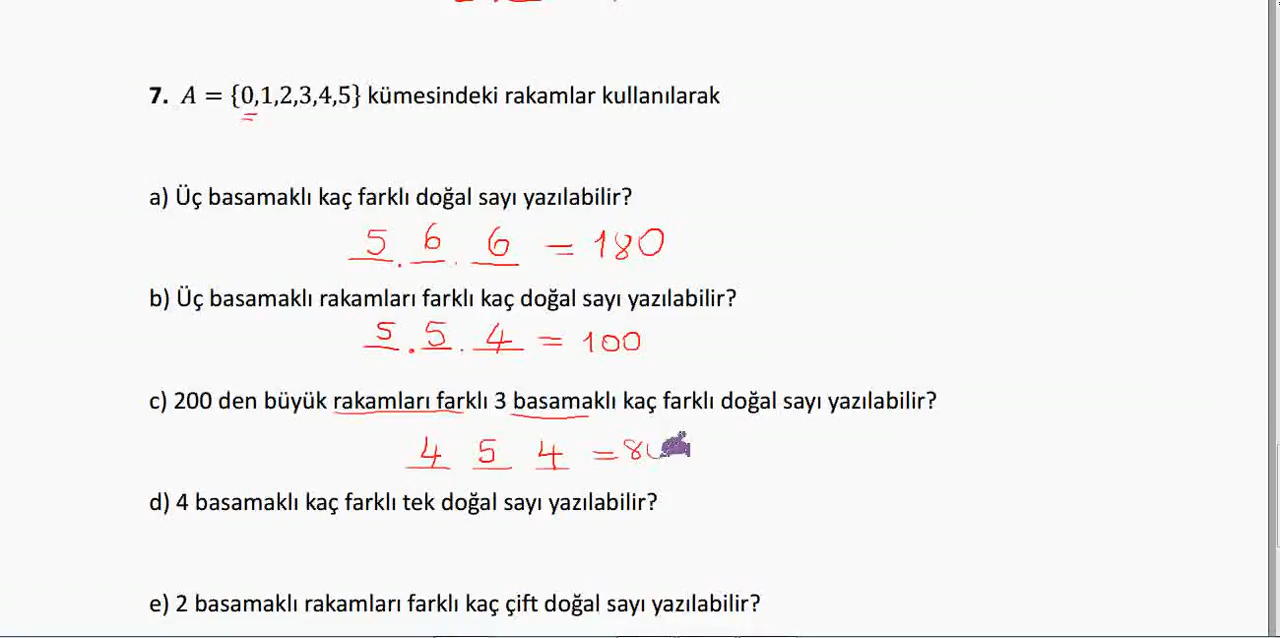 7. A = {0,1,2,3,4,5} kümesindeki rakamlar kullanılarak
a) Üç basamaklı kaç farklı doğal sayı yazılabilir?
5 . 6 . 6 = 180
b) Üç basamaklı rakamları farklı kaç doğal sayı yazılabilir?
5 . 5 . 4 = 100
c) 200 den büyük rakamları farklı 3 basamaklı kaç farklı doğal sayı yazılabilir?
4 5 4 = 8
d) 4 basamaklı kaç farklı tek doğal sayı yazılabilir?
e) 2 basamaklı rakamları farklı kaç çift doğal sayı yazılabilir?